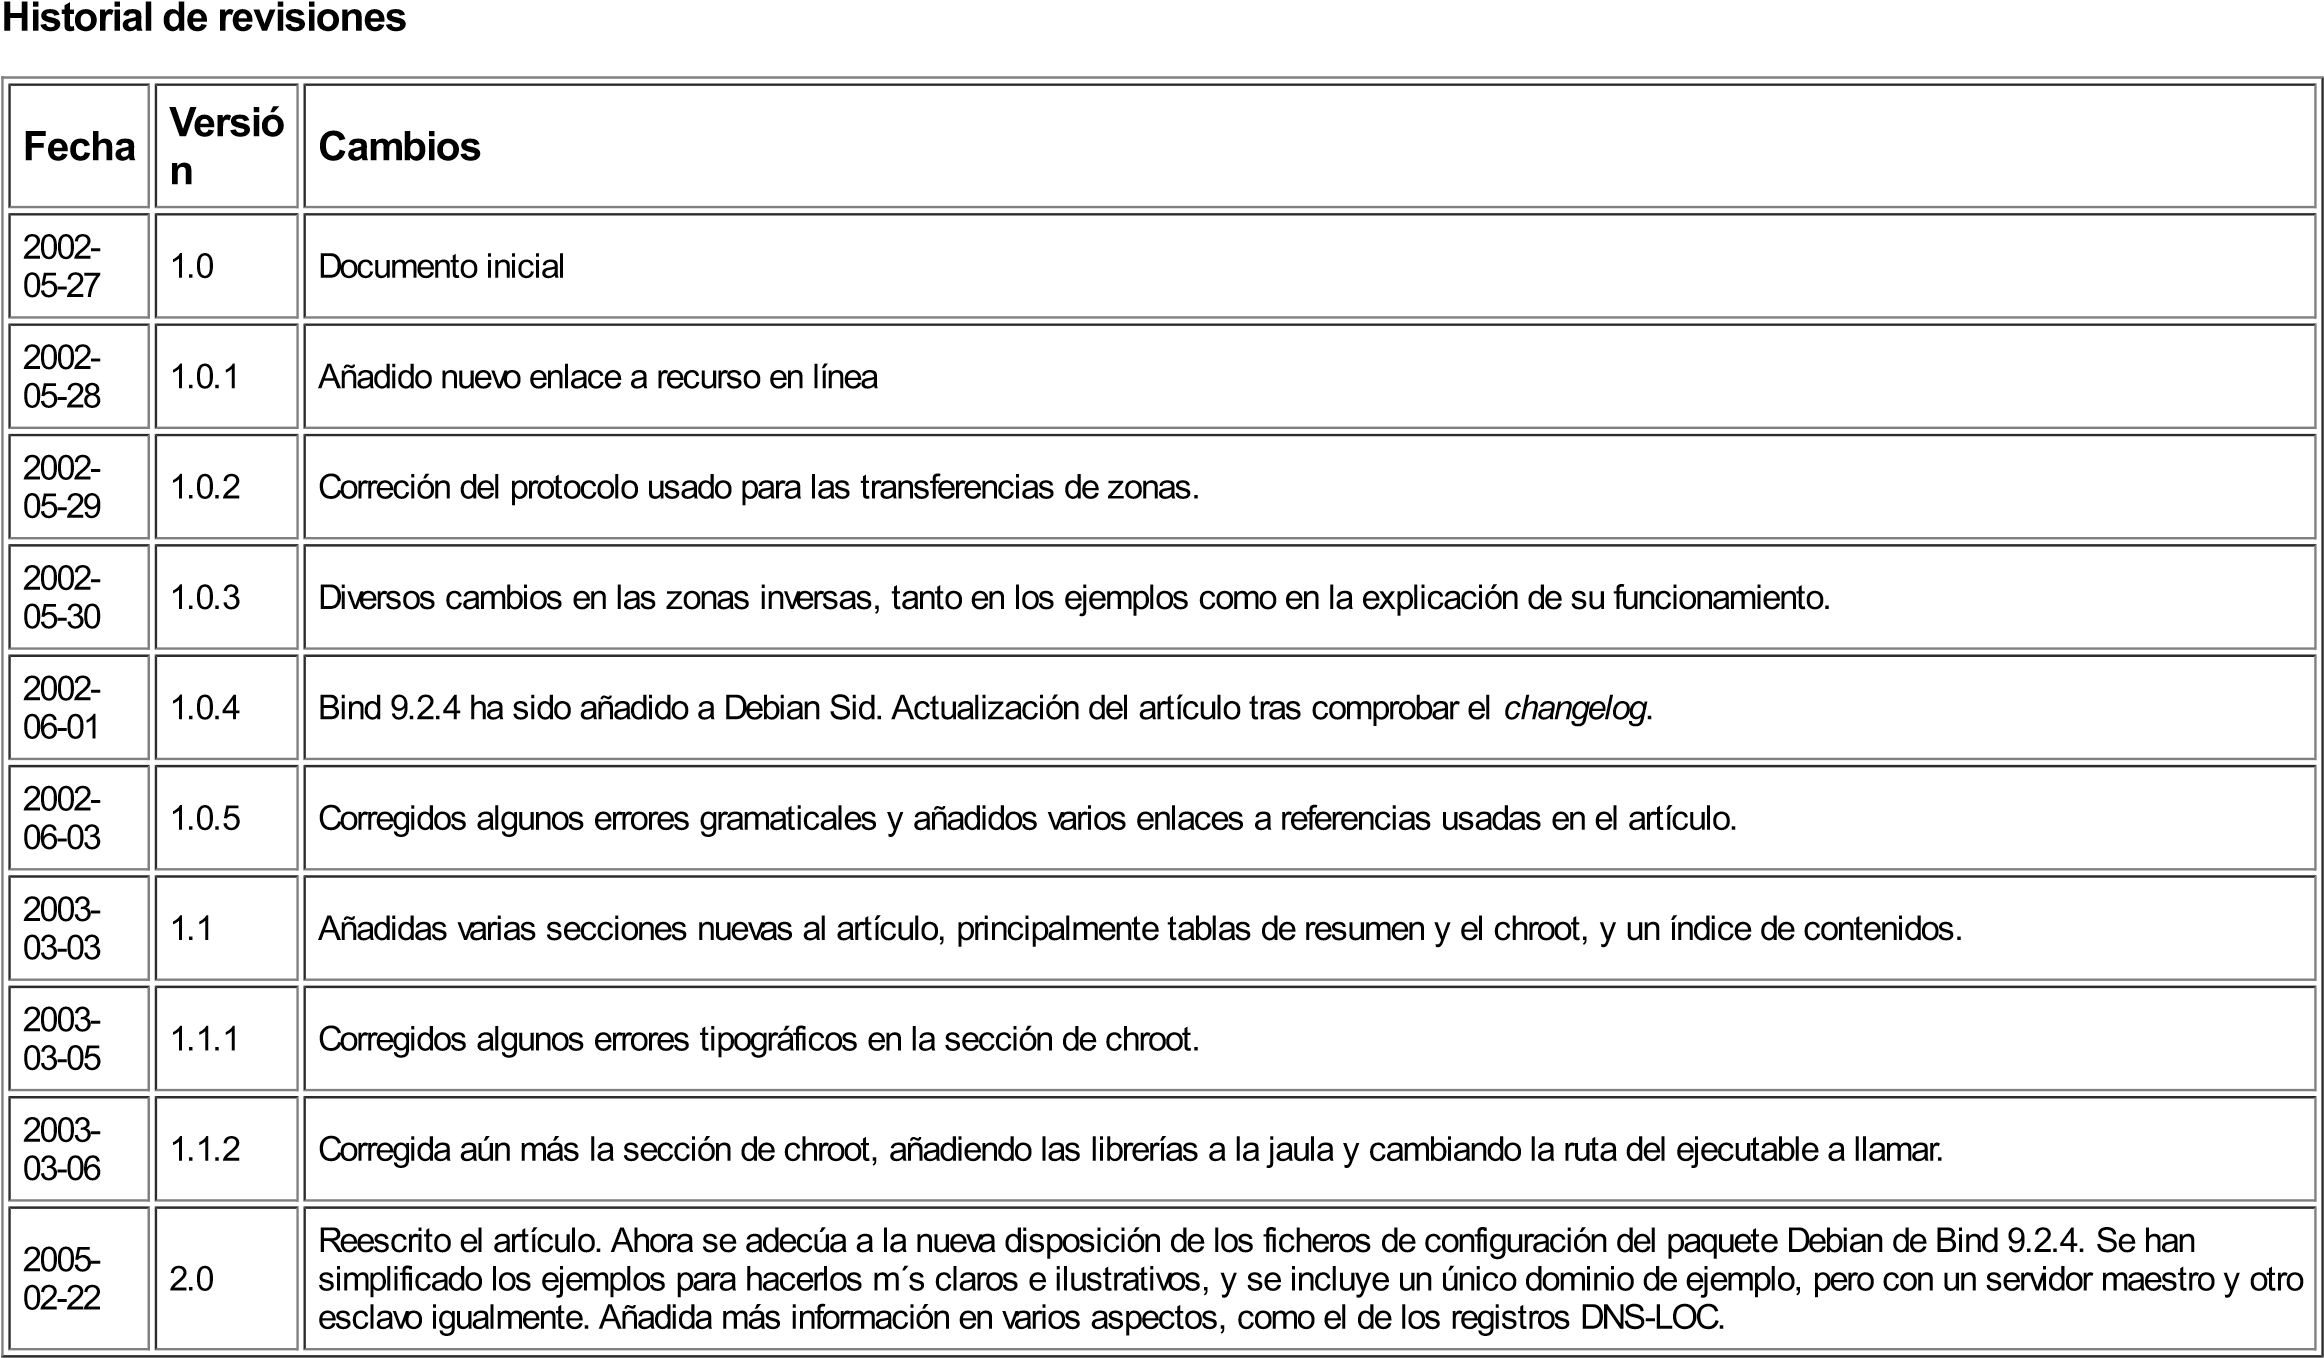 Historial de revisiones
Fecha
Versió
n
Cambios
2002-
05-27
1.0
Documento inicial
2002-
05-28
1.0.1
Añadido nuevo enlace a recurso en línea
2002-
05-29
1.0.2
Correción del protocolo usado para las transferencias de zonas.
2002-
05-30
1.0.3
Diversos cambios en las zonas inversas, tanto en los ejemplos como en la explicación de su funcionamiento.
2002-
06-01
1.0.4
Bind 9.2.4 ha sido añadido a Debian Sid. Actualización del artículo tras comprobar el changelog.
2002-
06-03
1.0.5
Corregidos algunos errores gramaticales y añadidos varios enlaces a referencias usadas en el artículo.
2003-
03-03
1.1
Añadidas varias secciones nuevas al artículo, principalmente tablas de resumen y el chroot, y un índice de contenidos.
2003-
03-05
1.1.1
Corregidos algunos errores tipográficos en la sección de chroot.
2003-
03-06
1.1.2
Corregida aún más la sección de chroot, añadiendo las librerías a la jaula y cambiando la ruta del ejecutable a llamar.
2005-
02-22
2.0
Reescrito el artículo. Ahora se adecúa a la nueva disposición de los ficheros de configuración del paquete Debian de Bind 9.2.4. Se han
simplificado los ejemplos para hacerlos m´s claros e ilustrativos, y se incluye un único dominio de ejemplo, pero con un servidor maestro y otro
esclavo igualmente. Añadida más información en varios aspectos, como el de los registros DNS-LOC.